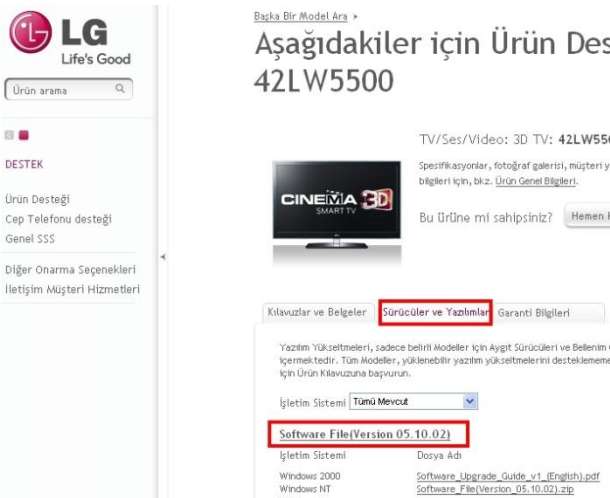 LG
Life's Good
Ürün arama
DESTEK
Ürün Desteği
Cep Telefonu desteği
Genel SSS
Diğer Onarma Seçenekleri
İletişim Müşteri Hizmetleri
Başka Bir Model Ara
Aşağıdakiler için Ürün Des
42LW5500
TV/Ses/Video: 3D TV: 42LW550
CINEMA 3D
SMART TV
Spesifikasyonlar, fotoğraf galerisi, müşteri y
bilgileri için, bkz. Ürün Genel Bilgileri.
Bu ürüne mi sahipsiniz? Hemen K
Kılavuzlar ve Belgeler Sürücüler ve Yazılımlar Garanti Bilgileri
Yazılım Yükseltmeleri, sadece belirli Modeller için Aygıt Sürücüleri ve Bellenim
içermektedir. Tüm Modeller, yüklenebilir yazılım yükseltmelerini desteklememe
için Ürün Kılavuzuna başvurun.
İşletim Sistemi Tümü Mevcut
Software File(Version 05.10.02)
İşletim Sistemi Dosya Adı
Windows 2000 Software_Upgrade_Guide_v1_(English).pdf
Windows NT Software_File(Version_05.10.02).zip